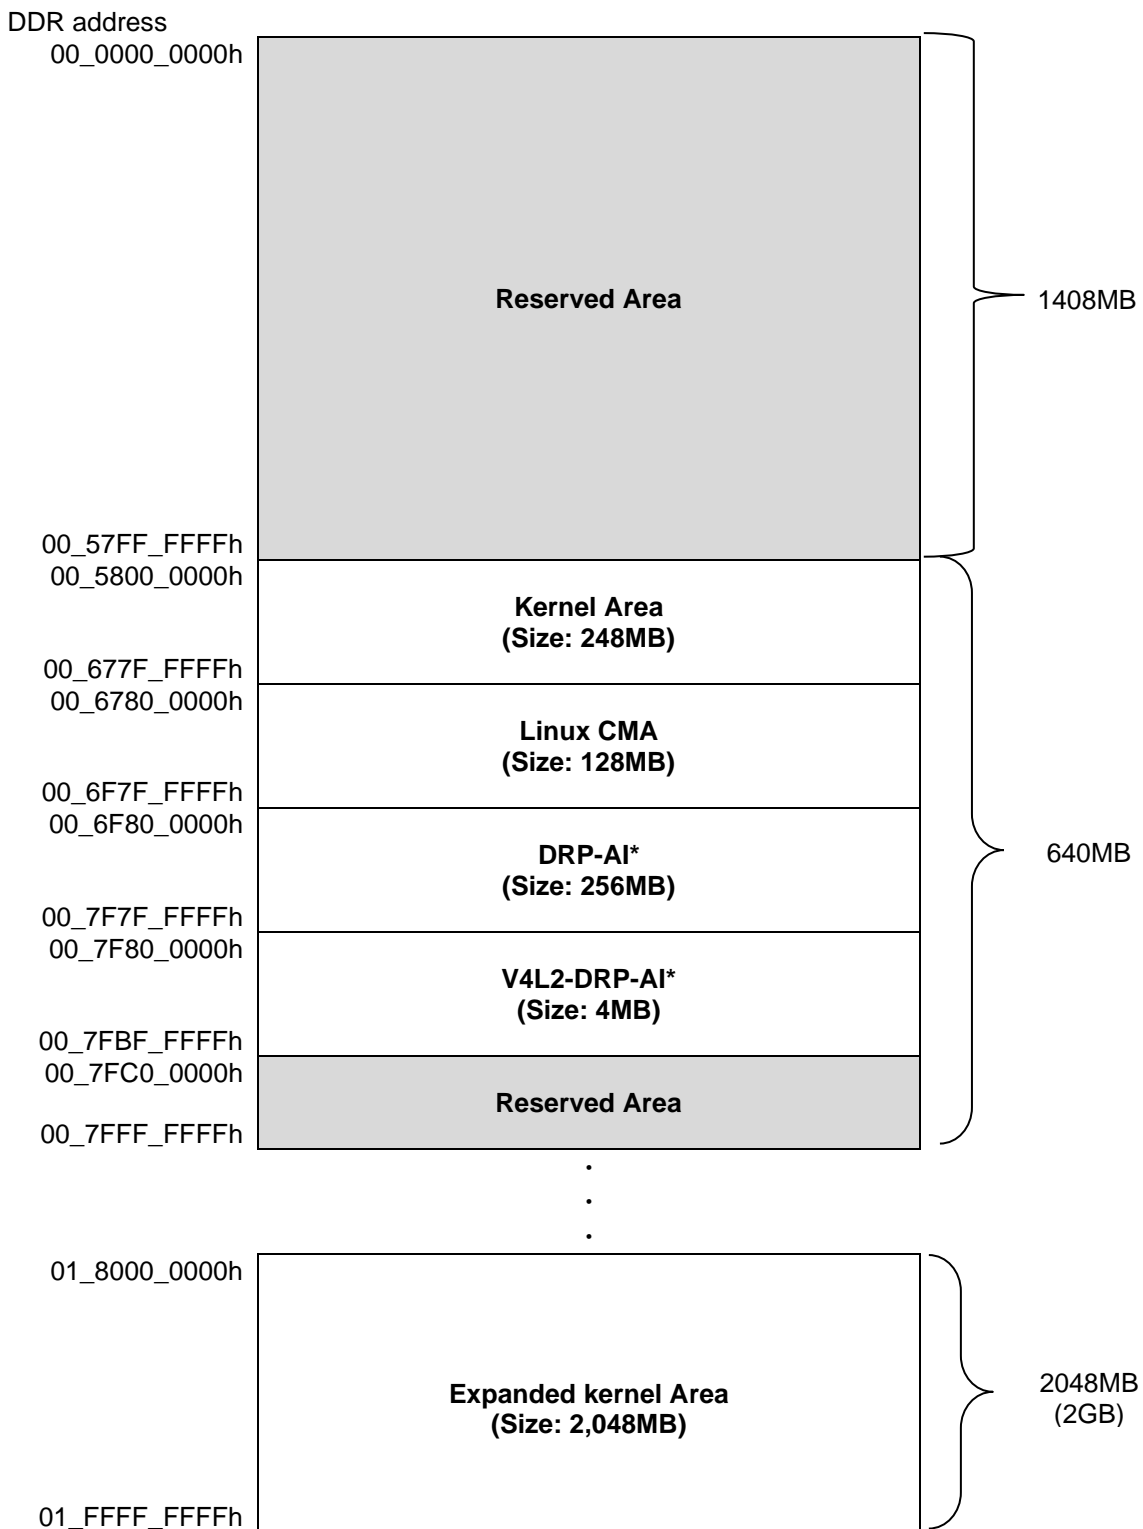 DDR address
00_0000_0000h
Reserved Area
1408MB
00_57FF_FFFFh
00_5800_0000h
Kernel Area
(Size: 248MB)
00_677F_FFFFh
00_6780_0000h
Linux CMA
(Size: 128MB)
00_6F7F_FFFFh
00_6F80_0000h
DRP-AI*
(Size: 256MB)
640MB
00_7F7F_FFFFh
00_7F80_0000h
V4L2-DRP-AI*
(Size: 4MB)
00_7FBF_FFFFh
00_7FC0_0000h
Reserved Area
00_7FFF_FFFFh
.
.
.
01_8000_0000h
Expanded kernel Area
(Size: 2,048MB)
2048MB
(2GB)
01_FFFF_FFFFh